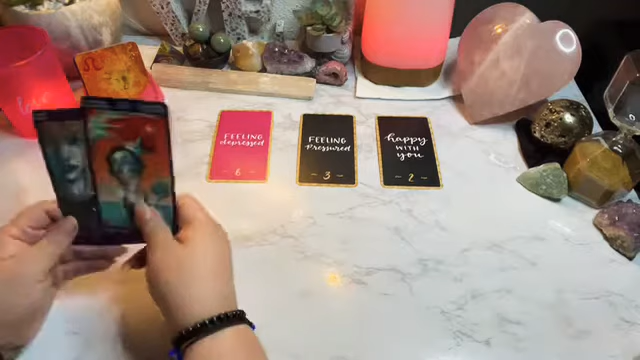 FEELING
depressed
- 6 -
FEELING
Pressured
- 3 -
happy
WITH
you
- 2 -